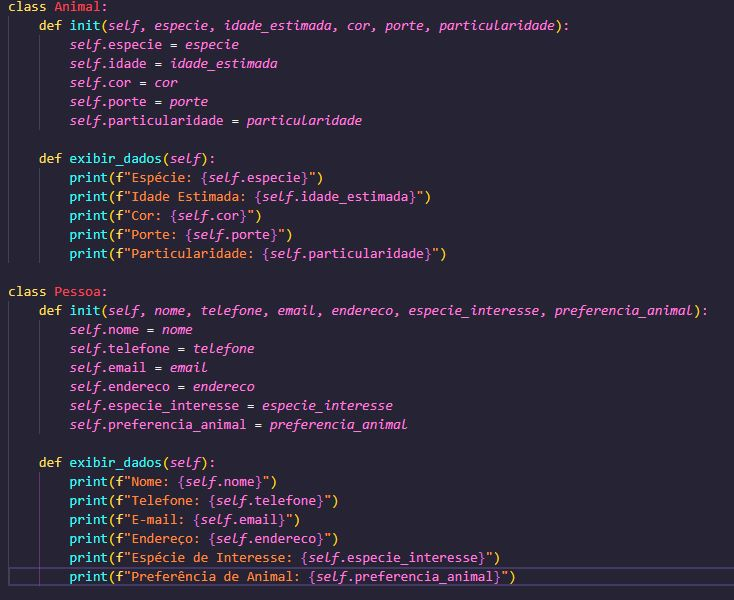 class Animal:
    def init(self, especie, idade_estimada, cor, porte, particularidade):
        self.especie = especie
        self.idade = idade_estimada
        self.cor = cor
        self.porte = porte
        self.particularidade = particularidade

    def exibir_dados(self):
        print(f"Espécie: {self.especie}")
        print(f"Idade Estimada: {self.idade_estimada}")
        print(f"Cor: {self.cor}")
        print(f"Porte: {self.porte}")
        print(f"Particularidade: {self.particularidade}")

class Pessoa:
    def init(self, nome, telefone, email, endereco, especie_interesse, preferencia_animal):
        self.nome = nome
        self.telefone = telefone
        self.email = email
        self.endereco = endereco
        self.especie_interesse = especie_interesse
        self.preferencia_animal = preferencia_animal

    def exibir_dados(self):
        print(f"Nome: {self.nome}")
        print(f"Telefone: {self.telefone}")
        print(f"E-mail: {self.email}")
        print(f"Endereço: {self.endereco}")
        print(f"Espécie de Interesse: {self.especie_interesse}")
        print(f"Preferência de Animal: {self.preferencia_animal}")